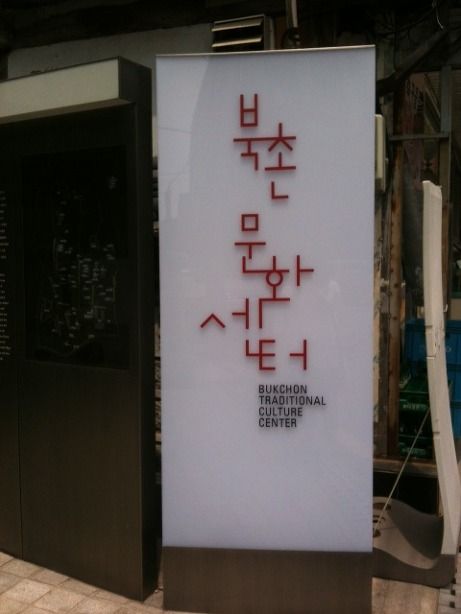 북촌
문화
센터
BUKCHON
TRADITIONAL
CULTURE
CENTER